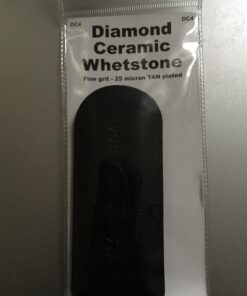 DC4 DC4
Diamond
Ceramic
Whetstone
Fine grit - 25 micron TAN plated